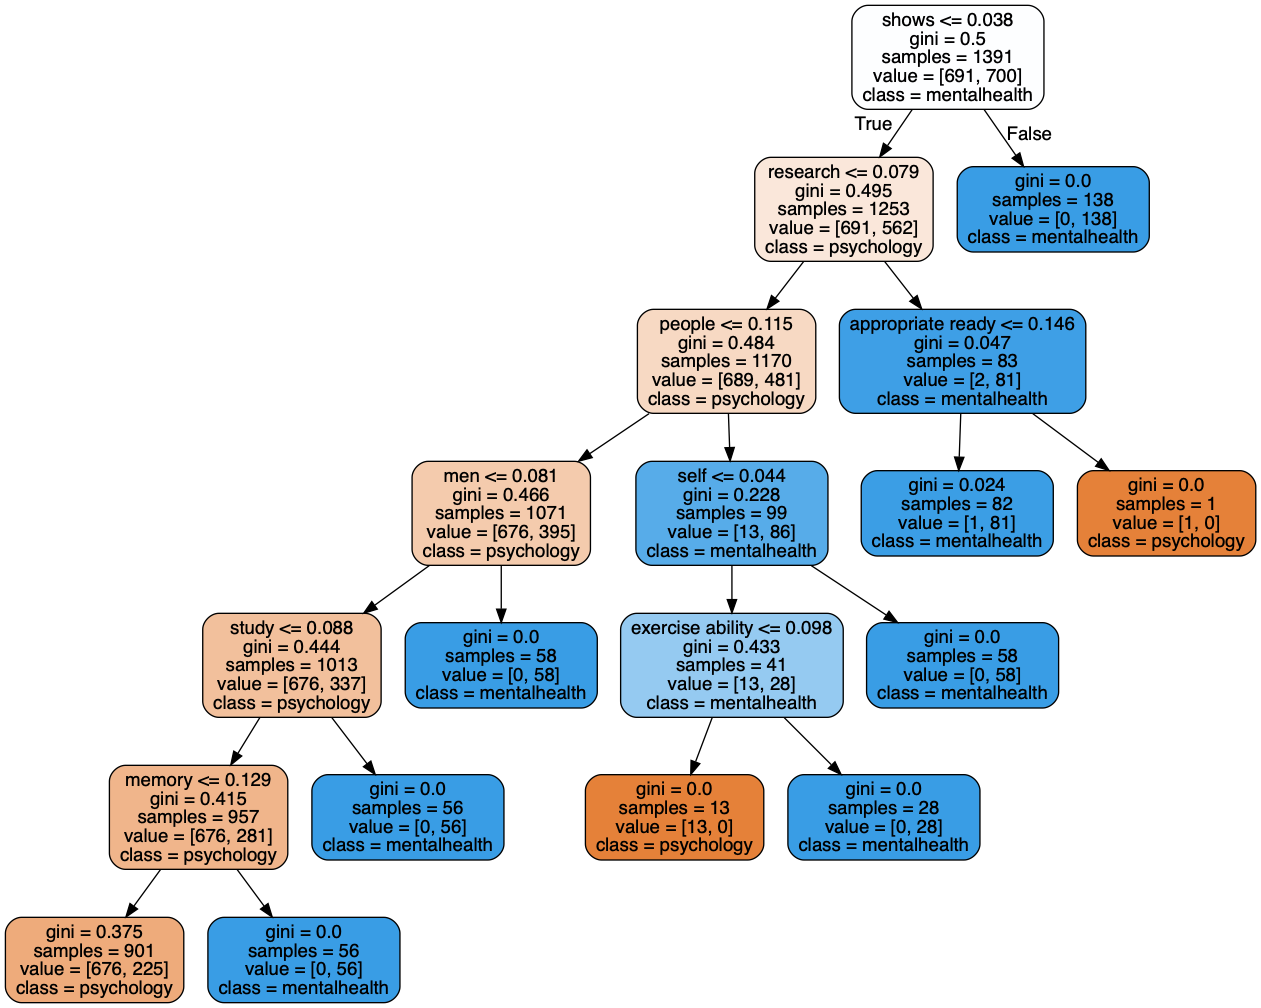 shows <= 0.038
gini = 0.5
samples = 1391
value = [691, 700]
class = mentalhealth
True
False
research <= 0.079
gini = 0.495
samples = 1253
value = [691, 562]
class = psychology
gini = 0.0
samples = 138
value = [0, 138]
class = mentalhealth
people <= 0.115
gini = 0.484
samples = 1170
value = [689, 481]
class = psychology
appropriate ready <= 0.146
gini = 0.047
samples = 83
value = [2, 81]
class = mentalhealth
men <= 0.081
gini = 0.466
samples = 1071
value = [676, 395]
class = psychology
self <= 0.044
gini = 0.228
samples = 99
value = [13, 86]
class = mentalhealth
gini = 0.024
samples = 82
value = [1, 81]
class = mentalhealth
gini = 0.0
samples = 1
value = [1, 0]
class = psychology
study <= 0.088
gini = 0.444
samples = 1013
value = [676, 337]
class = psychology
gini = 0.0
samples = 58
value = [0, 58]
class = mentalhealth
exercise ability <= 0.098
gini = 0.433
samples = 41
value = [13, 28]
class = mentalhealth
gini = 0.0
samples = 58
value = [0, 58]
class = mentalhealth
memory <= 0.129
gini = 0.415
samples = 957
value = [676, 281]
class = psychology
gini = 0.0
samples = 56
value = [0, 56]
class = mentalhealth
gini = 0.0
samples = 13
value = [13, 0]
class = psychology
gini = 0.0
samples = 28
value = [0, 28]
class = mentalhealth
gini = 0.375
samples = 901
value = [676, 225]
class = psychology
gini = 0.0
samples = 56
value = [0, 56]
class = mentalhealth